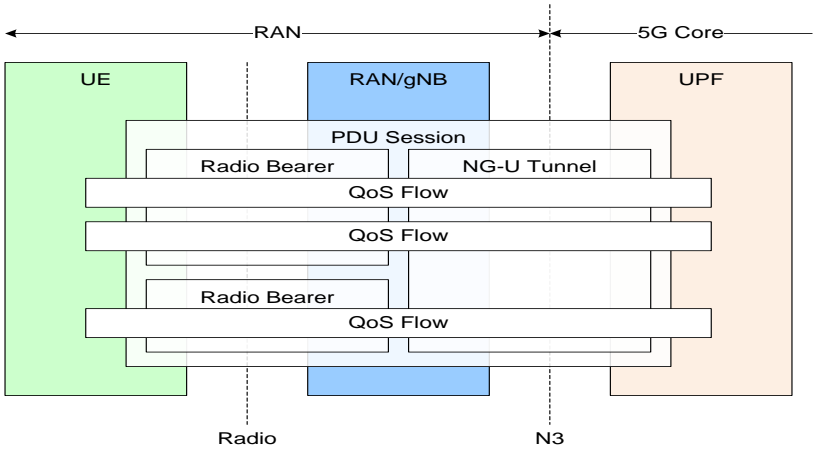 RAN
5G Core
UE
RAN/gNB
UPF
PDU Session
Radio Bearer
NG-U Tunnel
QoS Flow
QoS Flow
Radio Bearer
QoS Flow
Radio
N3